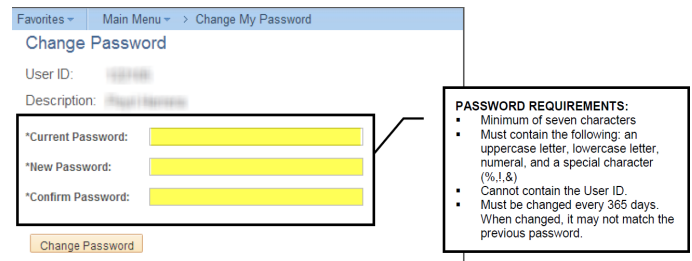 Favorites Main Menu > Change My Password
Change Password
User ID:
Description:
*Current Password:
*New Password:
*Confirm Password:
Change Password
PASSWORD REQUIREMENTS:
▪ Minimum of seven characters
▪ Must contain the following: an
uppercase letter, lowercase letter,
numeral, and a special character
(%,!,&)
▪ Cannot contain the User ID.
▪ Must be changed every 365 days.
When changed, it may not match the
previous password.